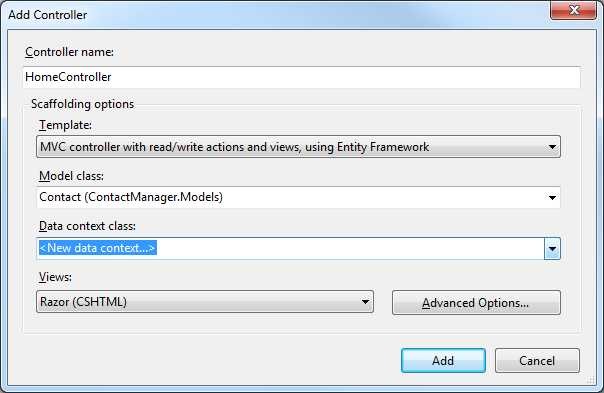 Add Controller
Controller name:
HomeController
Scaffolding options
Template:
MVC controller with read/write actions and views, using Entity Framework
Model class:
Contact (ContactManager.Models)
Data context class:
<New data context...>
Views:
Razor (CSHTML)
Advanced Options...
Add
Cancel